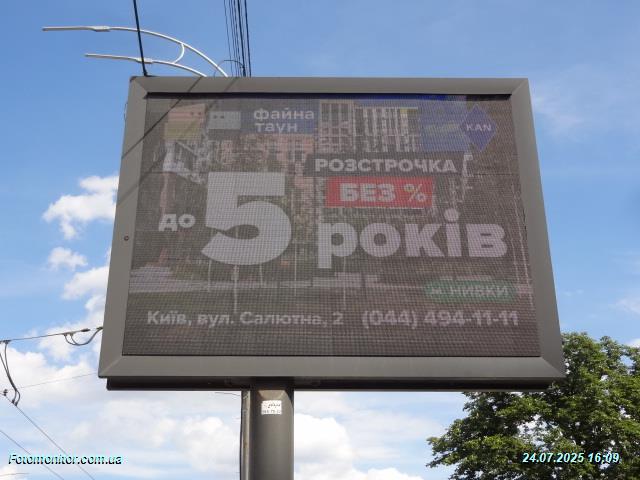 файна
таун
KAN
РОЗСТРОЧКА
БЕЗ %
до 5 років
м. НИВКИ
Київ, вул. Салютна, 2 (044) 494-11-11
Fotomonitor.com.ua
24.07.2025 16:09